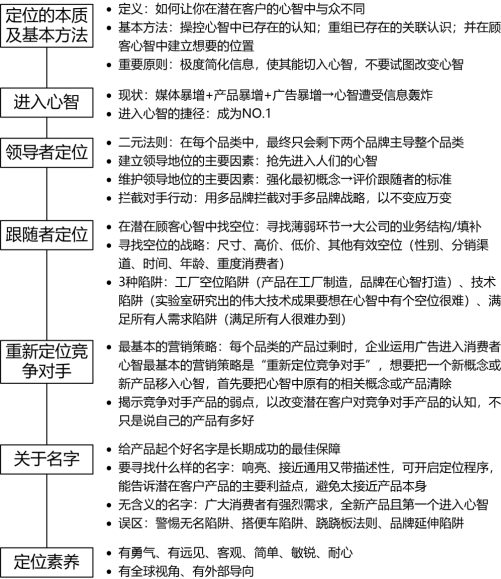 定位的本质
及基本方法
• 定义：如何让你在潜在客户的心智中与众不同
• 基本方法：操控心智中已存在的认知；重组已存在的关联认识；并在顾
客心智中建立想要的位置
• 重要原则：极度简化信息，使其能切入心智，不要试图改变心智
进入心智
• 现状：媒体暴增+产品暴增+广告暴增→心智遭受信息轰炸
• 进入心智的捷径：成为NO.1
领导者定位
• 二元法则：在每个品类中，最终只会剩下两个品牌主导整个品类
• 建立领导地位的主要因素：抢先进入人们的心智
• 维护领导地位的主要因素：强化最初概念→评价跟随者的标准
• 拦截对手行动：用多品牌拦截对手多品牌战略，以不变应万变
跟随者定位
• 在潜在顾客心智中找空位：寻找薄弱环节→大公司的业务结构/填补
• 寻找空位的战略：尺寸、高价、低价、其他有效空位（性别、分销渠
道、时间、年龄、重度消费者）
• 3种陷阱：工厂空位陷阱（产品在工厂制造，品牌在心智打造）、技术
陷阱（实验室研究出的伟大技术成果要想在心智中有个空位很难）、满
足所有人需求陷阱（满足所有人很难办到）
重新定位竞
争对手
• 最基本的营销策略：每个品类的产品过剩时，企业运用广告进入消费者
心智最基本的营销策略是“重新定位竞争对手”，想要把一个新概念或
新产品移入心智，首先要把心智中原有的相关概念或产品清除
• 揭示竞争对手产品的弱点，以改变潜在客户对竞争对手产品的认知，不
只是说自己的产品有多好
关于名字
• 给产品起个好名字是长期成功的最佳保障
• 要寻找什么样的名字：响亮、接近通用又带描述性，可开启定位程序，
能告诉潜在客户产品的主要利益点，避免太接近产品本身
• 无含义的名字：广大消费者有强烈需求，全新产品且第一个进入心智
• 误区：警惕无名陷阱、搭便车陷阱、跷跷板法则、品牌延伸陷阱
定位素养
• 有勇气、有远见、客观、简单、敏锐、耐心
• 有全球视角、有外部导向